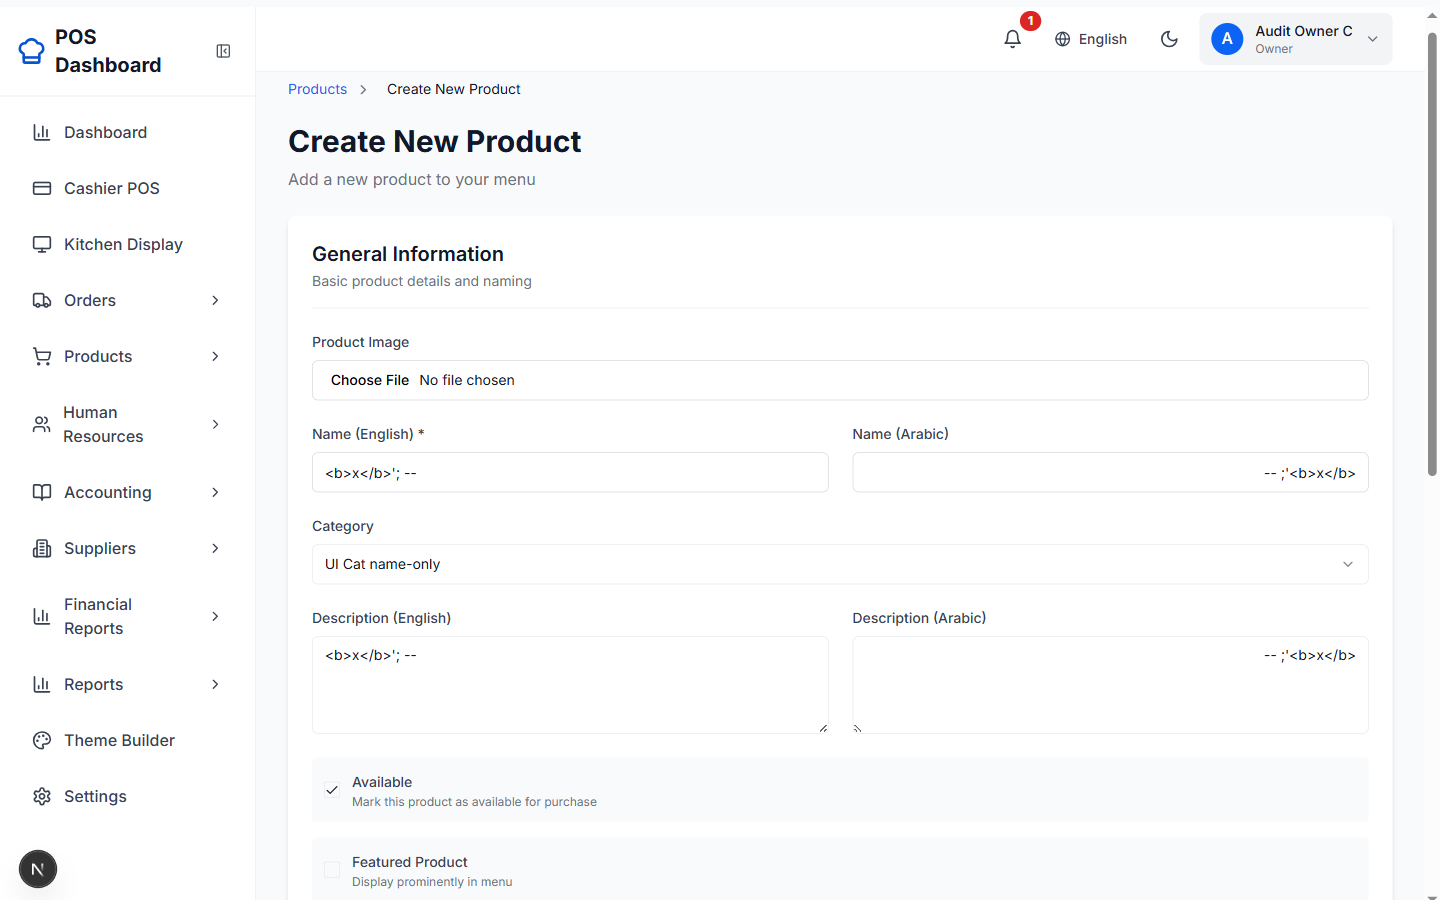 POS
Dashboard
1
English
A
Audit Owner C
Owner
Dashboard
Cashier POS
Kitchen Display
Orders
Products
Human
Resources
Accounting
Suppliers
Financial
Reports
Reports
Theme Builder
Settings
N
Products
Create New Product
Create New Product
Add a new product to your menu
General Information
Basic product details and naming
Product Image
Choose File No file chosen
Name (English) *
<b>x</b>'; --
Name (Arabic)
-- ;'<b>x</b>
Category
UI Cat name-only
Description (English)
<b>x</b>'; --
Description (Arabic)
-- ;'<b>x</b>
Available
Mark this product as available for purchase
Featured Product
Display prominently in menu